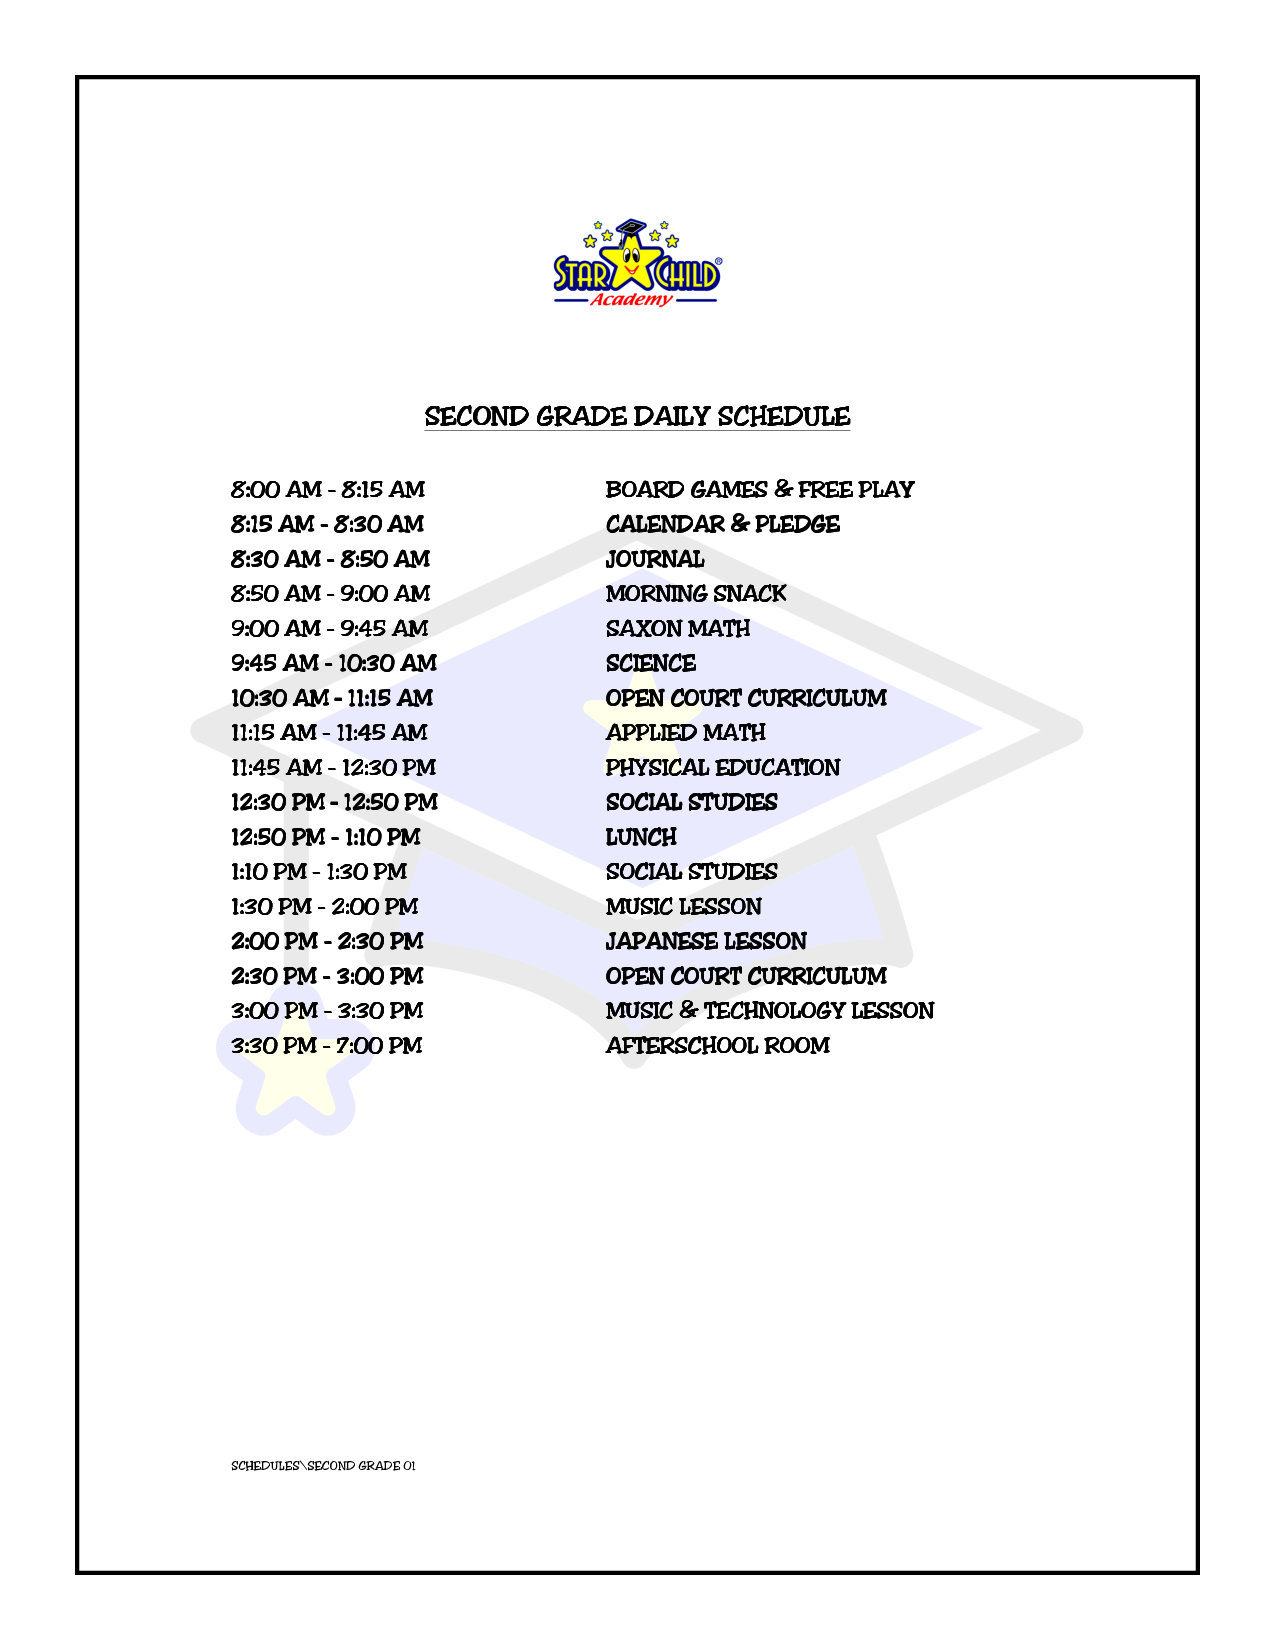 STAR CHILD®
Academy
SECOND GRADE DAILY SCHEDULE
8:00 AM - 8:15 AM BOARD GAMES & FREE PLAY
8:15 AM - 8:30 AM CALENDAR & PLEDGE
8:30 AM - 8:50 AM JOURNAL
8:50 AM - 9:00 AM MORNING SNACK
9:00 AM - 9:45 AM SAXON MATH
9:45 AM - 10:30 AM SCIENCE
10:30 AM - 11:15 AM OPEN COURT CURRICULUM
11:15 AM - 11:45 AM APPLIED MATH
11:45 AM - 12:30 PM PHYSICAL EDUCATION
12:30 PM - 12:50 PM SOCIAL STUDIES
12:50 PM - 1:10 PM LUNCH
1:10 PM - 1:30 PM SOCIAL STUDIES
1:30 PM - 2:00 PM MUSIC LESSON
2:00 PM - 2:30 PM JAPANESE LESSON
2:30 PM - 3:00 PM OPEN COURT CURRICULUM
3:00 PM - 3:30 PM MUSIC & TECHNOLOGY LESSON
3:30 PM - 7:00 PM AFTERSCHOOL ROOM
SCHEDULES\SECOND GRADE 01